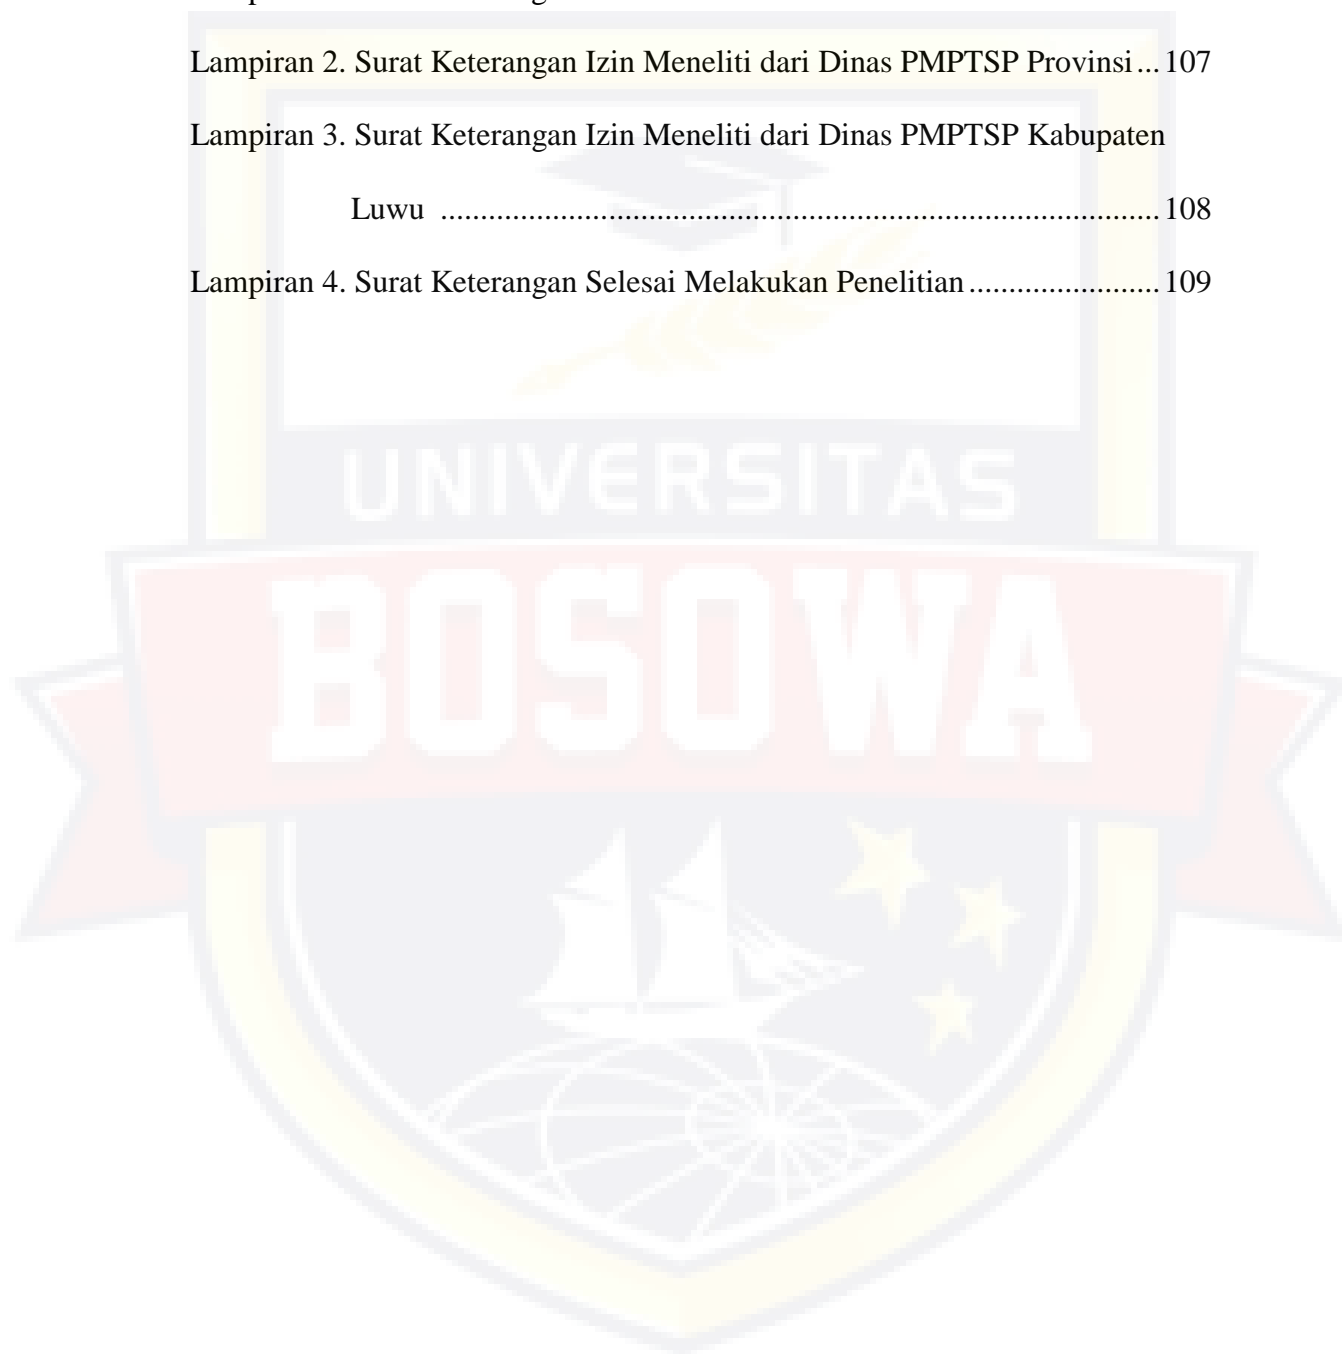 Lampiran 2. Surat Keterangan Izin Meneliti dari Dinas PMPTSP Provinsi...107
Lampiran 3. Surat Keterangan Izin Meneliti dari Dinas PMPTSP Kabupaten
Luwu ..........................................................................................108
Lampiran 4. Surat Keterangan Selesai Melakukan Penelitian........................109
UNIVERSITAS
BOSOWA